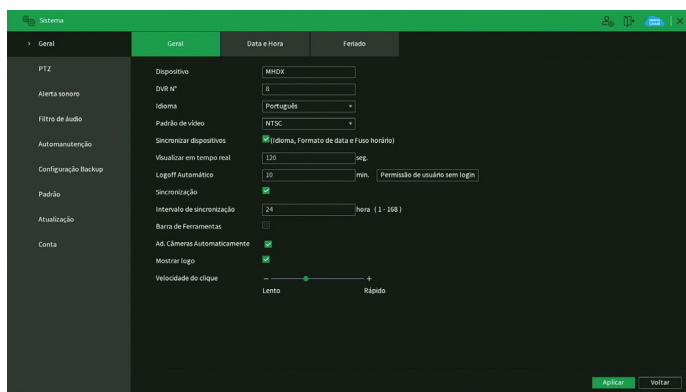 Sistema
Geral
PTZ
Alerta sonoro
Filtro de áudio
Automanutenção
Configuração Backup
Padrão
Atualização
Conta
Geral Data e Hora Feriado
Dispositivo MHDX
DVR N° 8
Idioma Português
Padrão de vídeo NTSC
Sincronizar dispositivos (Idioma, Formato de data e Fuso horário)
Visualizar em tempo real 120 seg.
Logoff Automático 10 min. Permissão de usuário sem login
Sincronização
Intervalo de sincronização 24 hora ( 1 - 168 )
Barra de Ferramentas
Ad. Câmeras Automaticamente
Mostrar logo
Velocidade do clique - +
Lento Rápido
Aplicar Voltar